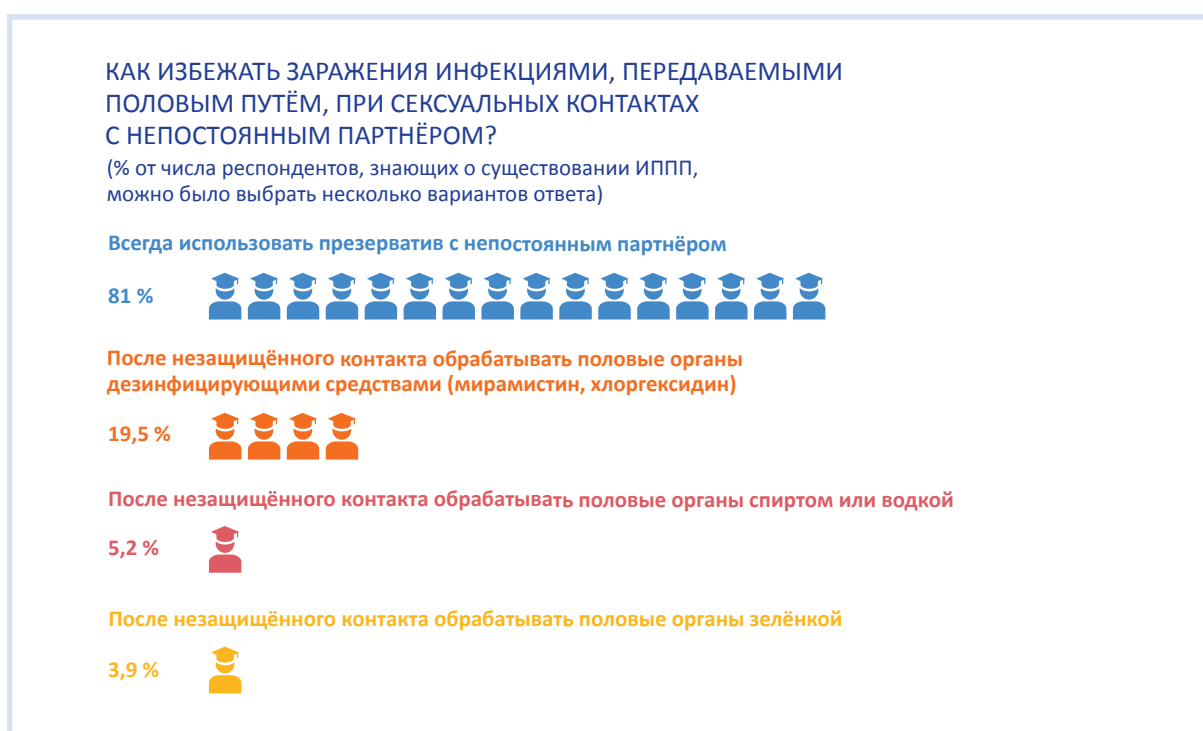 КАК ИЗБЕЖАТЬ ЗАРАЖЕНИЯ ИНФЕКЦИЯМИ, ПЕРЕДАВАЕМЫМИ
ПОЛОВЫМ ПУТЁМ, ПРИ СЕКСУАЛЬНЫХ КОНТАКТАХ
С НЕПОСТОЯННЫМ ПАРТНЁРОМ?
(% от числа респондентов, знающих о существовании ИППП,
можно было выбрать несколько вариантов ответа)
Всегда использовать презерватив с непостоянным партнёром
81 %
После незащищённого контакта обрабатывать половые органы
дезинфицирующими средствами (мирамистин, хлоргексидин)
19,5 %
После незащищённого контакта обрабатывать половые органы спиртом или водкой
5,2 %
После незащищённого контакта обрабатывать половые органы зелёнкой
3,9 %